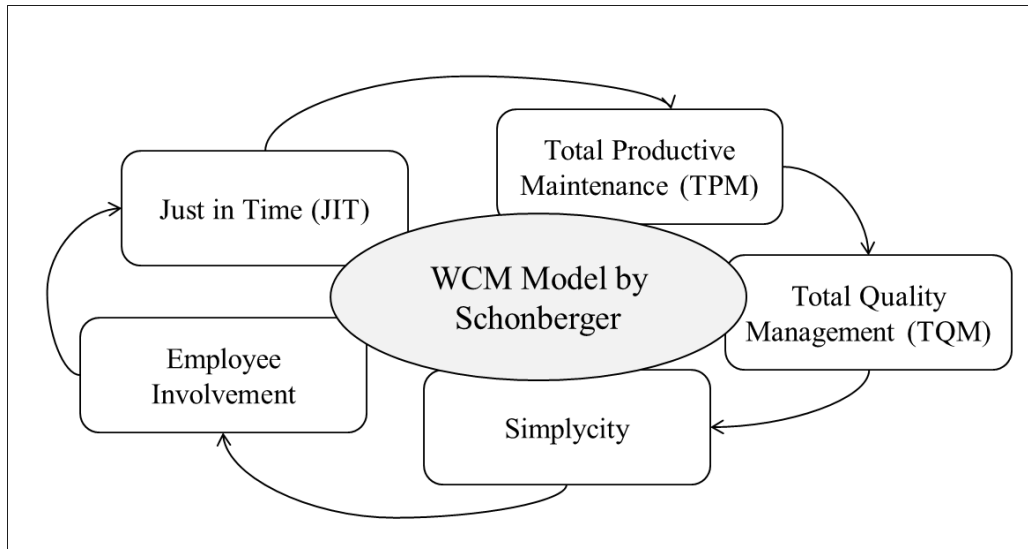 Total Productive
Maintenance (TPM)
Just in Time (JIT)
WCM Model by
Schonberger
Total Quality
Management (TQM)
Employee
Involvement
Simplycity